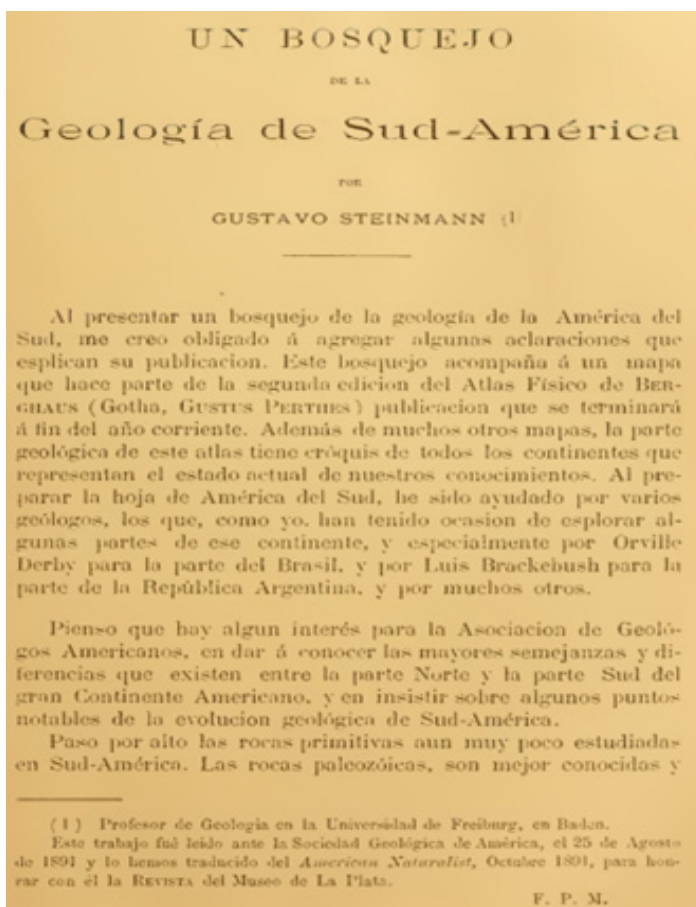 UN BOSQUEJO
DE LA
Geología de Sud-América
POR
GUSTAVO STEINMANN (1)
Al presentar un bosquejo de la geología de la América del
Sud, me creo obligado á agregar algunas aclaraciones que
esplican su publicacion. Este bosquejo acompaña á un mapa
que hace parte de la segunda edicion del Atlas Físico de BER-
GHAUS (Gotha, GUSTUS PERTHES) publicacion que se terminará
á fin del año corriente. Además de muchos otros mapas, la parte
geológica de este atlas tiene cróquis de todos los continentes que
representan el estado actual de nuestros conocimientos. Al pre-
parar la hoja de América del Sud, he sido ayudado por varios
geólogos, los que, como yo, han tenido ocasion de esplorar al-
gunas partes de ese continente, y especialmente por Orville
Derby para la parte del Brasil, y por Luis Brackebush para la
parte de la República Argentina, y por muchos otros.
Pienso que hay algun interés para la Asociacion de Geoló-
gos Americanos, en dar á conocer las mayores semejanzas y di-
ferencias que existen entre la parte Norte y la parte Sud del
gran Continente Americano, y en insistir sobre algunos puntos
notables de la evolucion geológica de Sud-América.
Paso por alto las rocas primitivas aun muy poco estudiadas
en Sud-América. Las rocas paleozóicas, son mejor conocidas y
(1) Profesor de Geologia en la Universidad de Freiburg, en Baden.
Este trabajo fué leido ante la Sociedad Geológica de América, el 25 de Agosto
de 1891 y lo hemos traducido del American Naturalist, Octubre 1891, para hon-
rar con él la REVISTA del Museo de La Plata.
F. P. M.